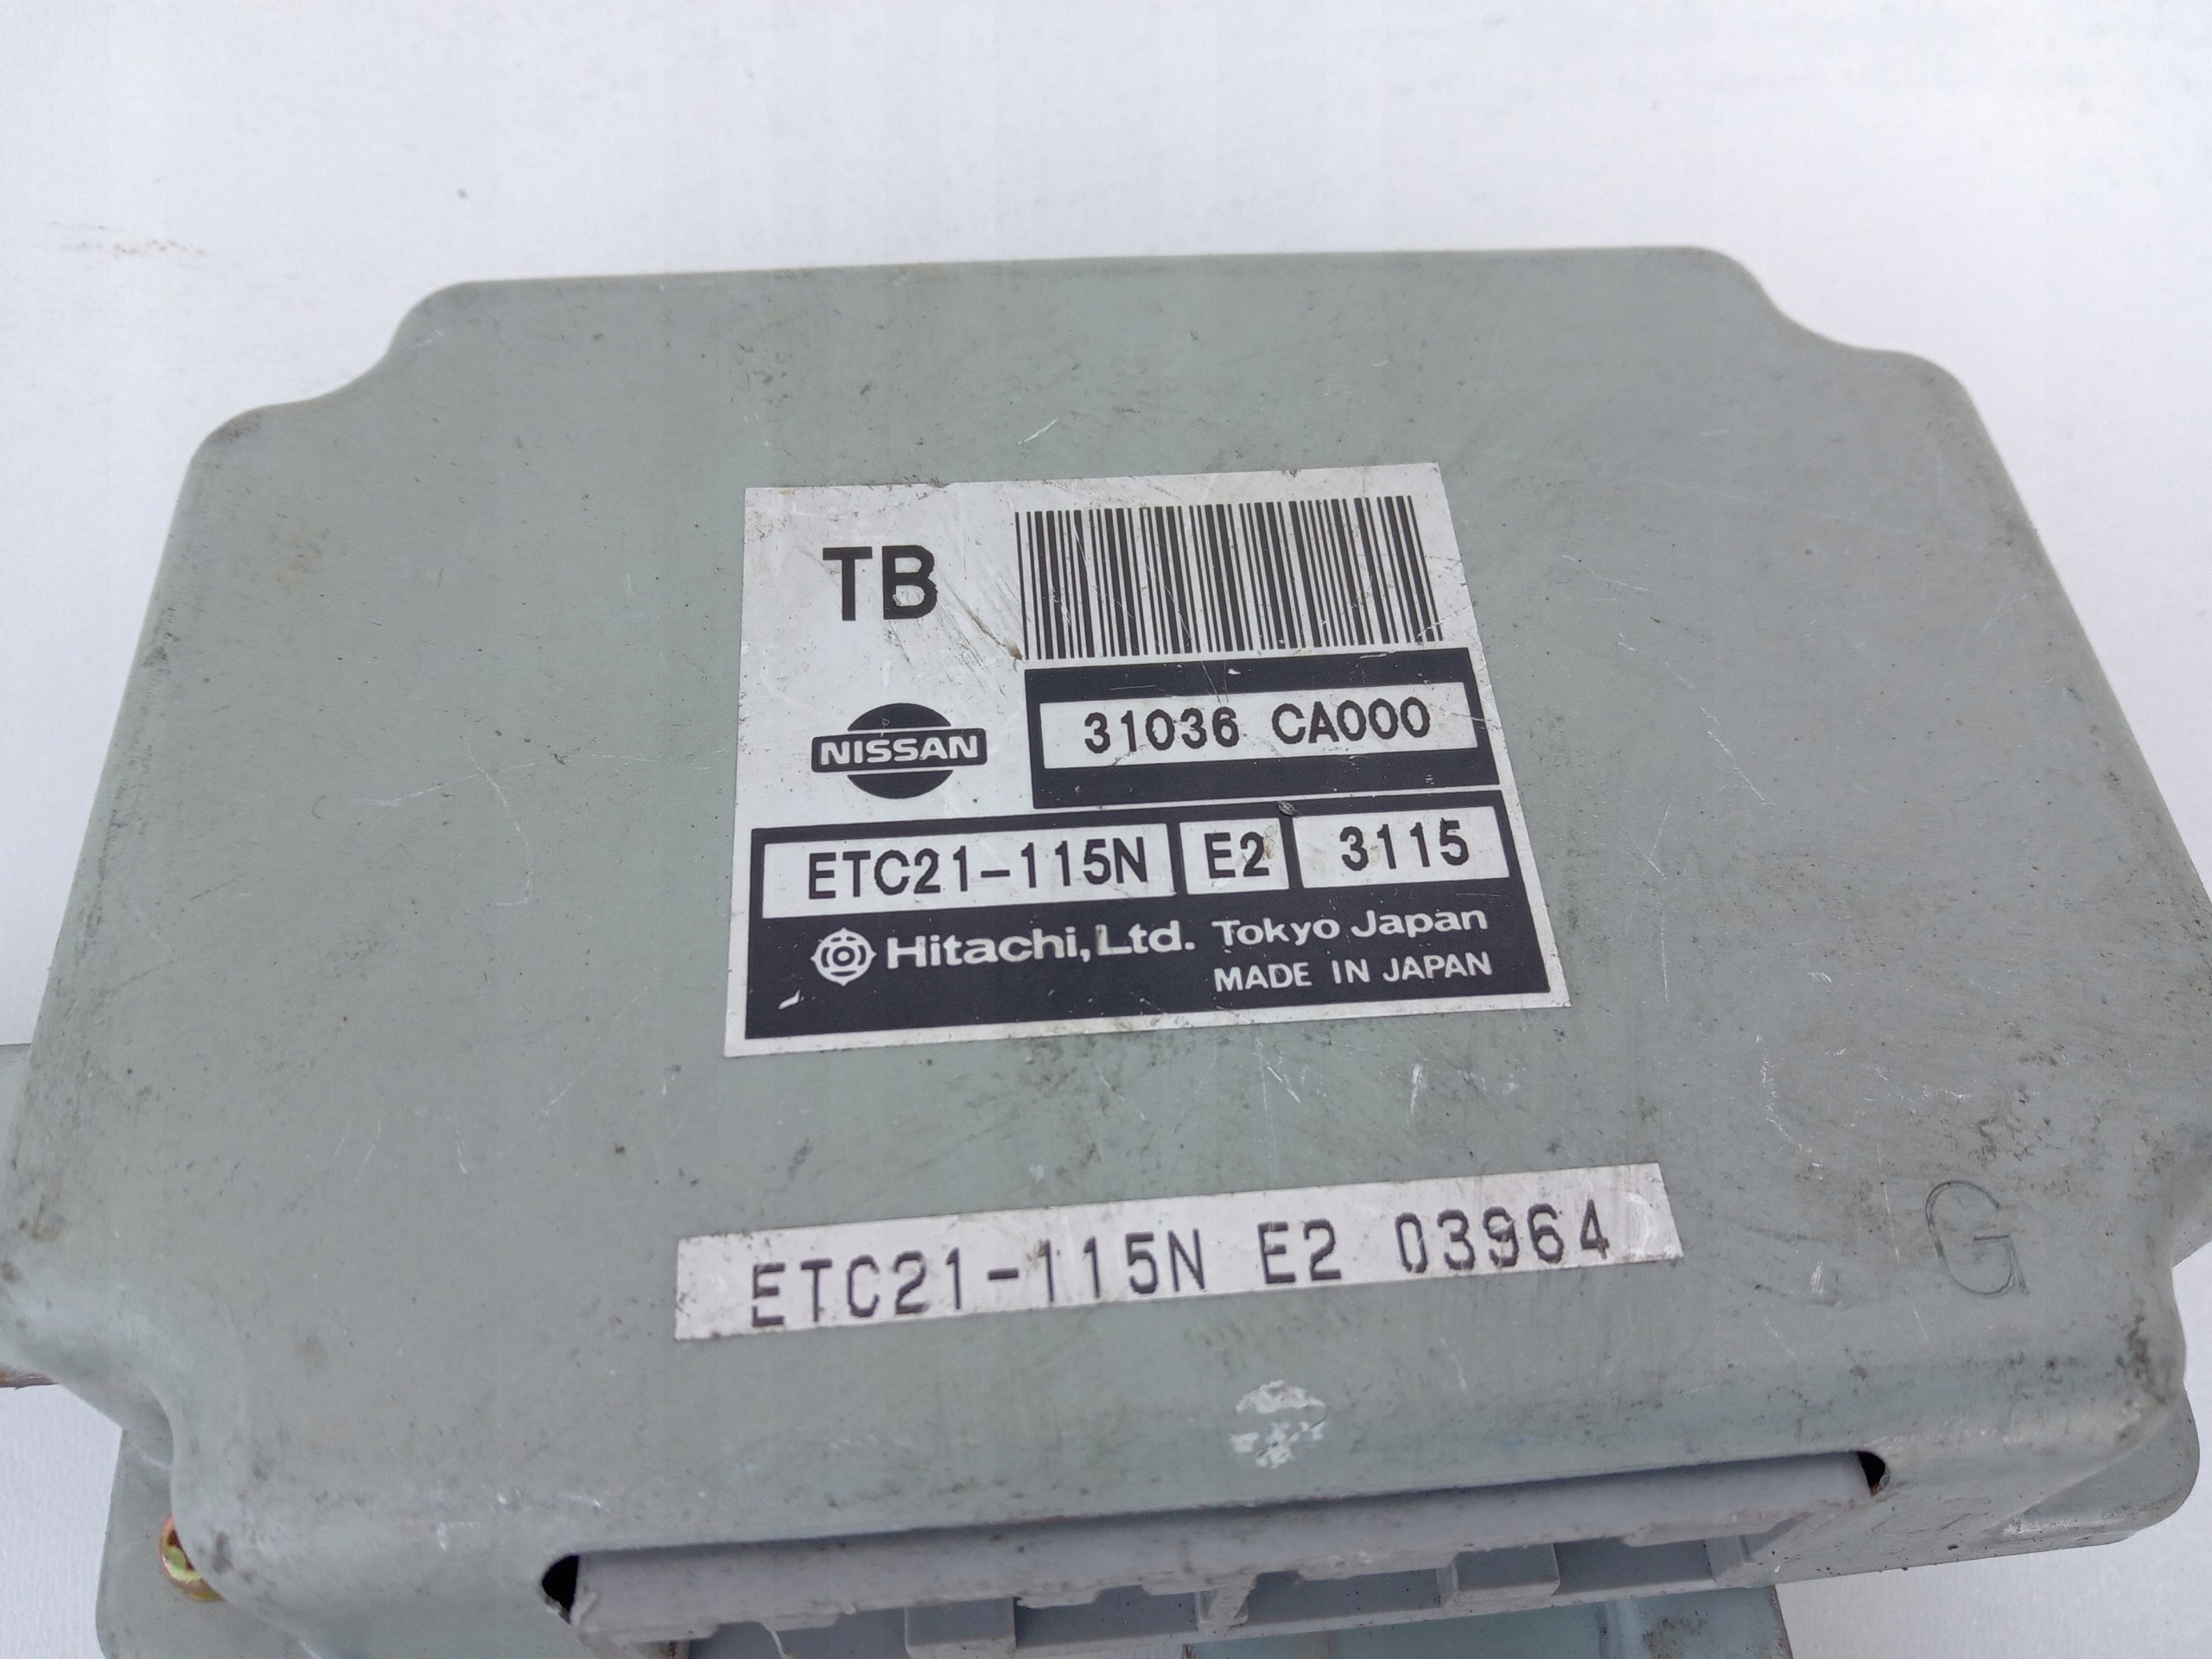 TB
NISSAN
31036 CA000
ETC21-115N E2 3115
Hitachi, Ltd. Tokyo Japan
MADE IN JAPAN
ETC21-115N E2 03964
G